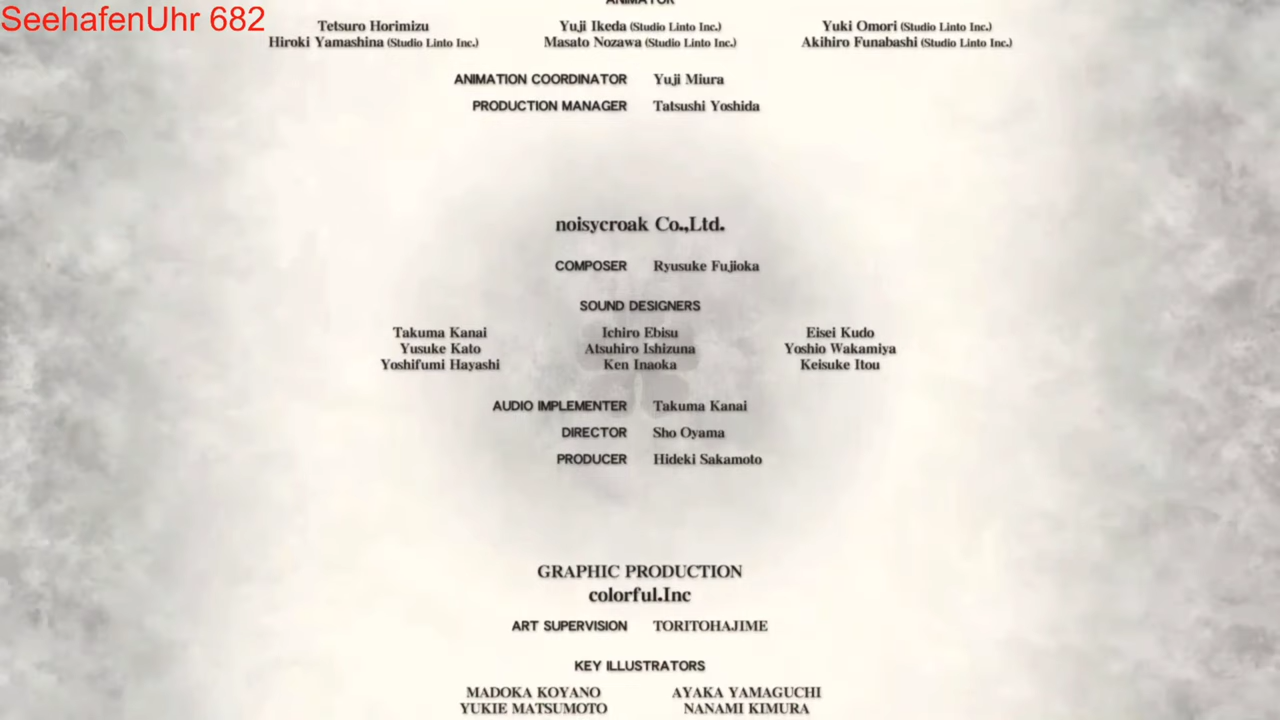 SeehafenUhr 682
ANIMATOR
Tetsuro Horimizu Yuji Ikeda (Studio Linto Inc.) Yuki Omori (Studio Linto Inc.)
Hiroki Yamashina (Studio Linto Inc.) Masato Nozawa (Studio Linto Inc.) Akihiro Funabashi (Studio Linto Inc.)
ANIMATION COORDINATOR Yuji Miura
PRODUCTION MANAGER Tatsushi Yoshida
noisycroak Co.,Ltd.
COMPOSER Ryusuke Fujioka
SOUND DESIGNERS
Takuma Kanai Ichiro Ebisu Eisei Kudo
Yusuke Kato Atsuhiro Ishizuna Yoshio Wakamiya
Yoshifumi Hayashi Ken Inaoka Keisuke Itou
AUDIO IMPLEMENTER Takuma Kanai
DIRECTOR Sho Oyama
PRODUCER Hideki Sakamoto
GRAPHIC PRODUCTION
colorful.Inc
ART SUPERVISION TORITOHAJIME
KEY ILLUSTRATORS
MADOKA KOYANO AYAKA YAMAGUCHI
YUKIE MATSUMOTO NANAMI KIMURA